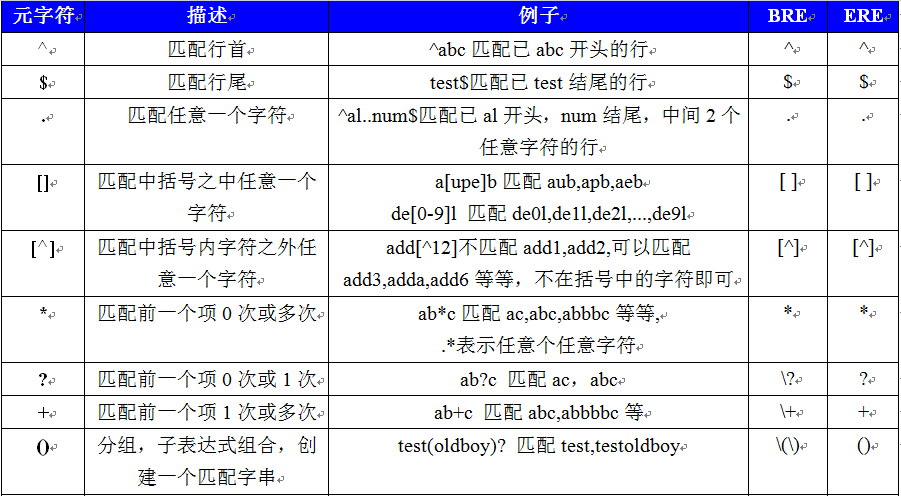 元字符 描述 例子 BRE ERE
^ 匹配行首 ^abc 匹配已 abc 开头的行 ^ ^
$ 匹配行尾 test$匹配已 test 结尾的行 $ $
. 匹配任意一个字符 ^al..num$匹配已 al 开头，num 结尾，中间 2 个 . .
任意字符的行
[] 匹配中括号之中任意一个 a[upe]b 匹配 aub,apb,aeb [ ] [ ]
字符 de[0-9]l 匹配 de0l,de1l,de2l,...,de9l
[^] 匹配中括号内字符之外任 add[^12]不匹配 add1,add2,可以匹配 [^] [^]
意一个字符 add3,adda,add6 等等，不在括号中的字符即可
* 匹配前一个项 0 次或多次 ab*c 匹配 ac,abc,abbbc 等等, * *
.*表示任意个任意字符
? 匹配前一个项 0 次或 1 次 ab?c 匹配 ac，abc \? ?
+ 匹配前一个项 1 次或多次 ab+c 匹配 abc,abbbbc 等 \+ +
() 分组，子表达式组合，创 test(oldboy)? 匹配 test,testoldboy \(\) ()
建一个匹配字串